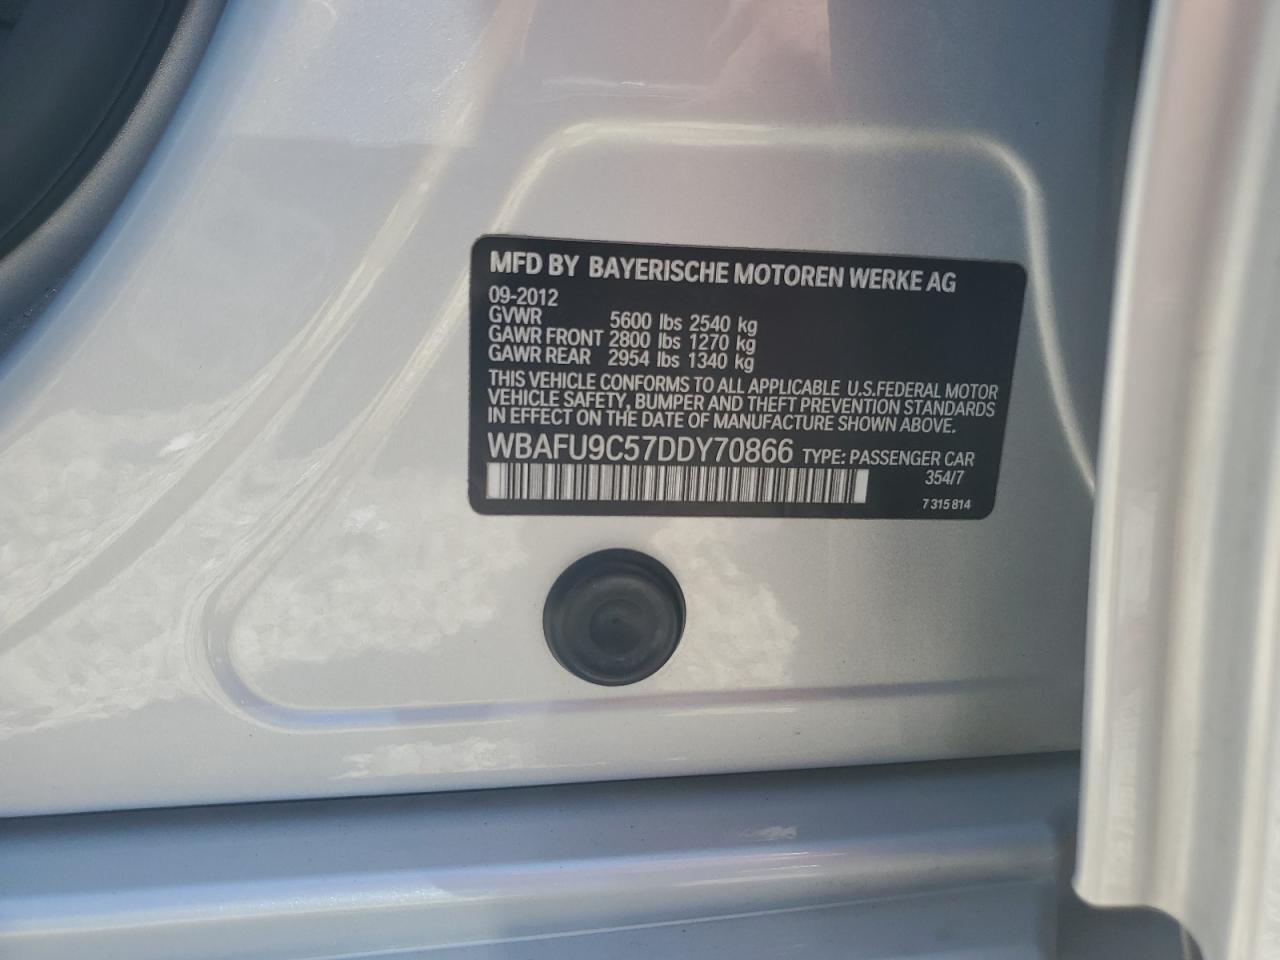 MFD BY BAYERISCHE MOTOREN WERKE AG
09-2012
GVWR 5600 lbs 2540 kg
GAWR FRONT 2800 lbs 1270 kg
GAWR REAR 2954 lbs 1340 kg
THIS VEHICLE CONFORMS TO ALL APPLICABLE U.S.FEDERAL MOTOR
VEHICLE SAFETY, BUMPER AND THEFT PREVENTION STANDARDS
IN EFFECT ON THE DATE OF MANUFACTURE SHOWN ABOVE.
WBAFU9C57DDY70866 TYPE: PASSENGER CAR
354/7
7 315 814